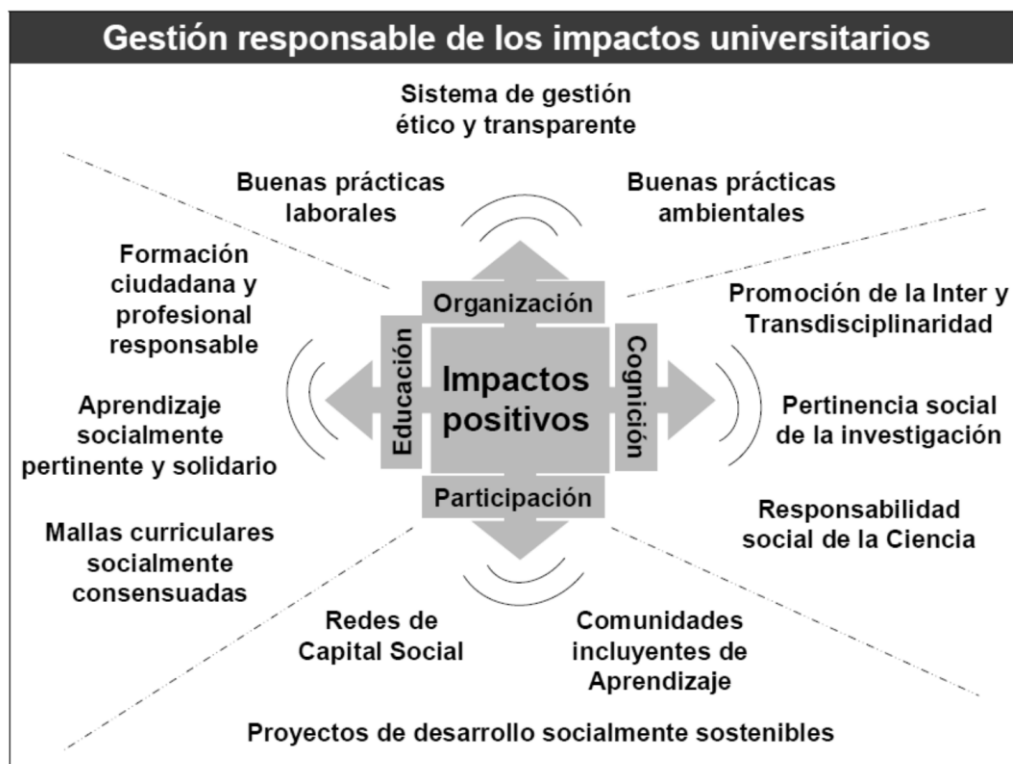 Gestión responsable de los impactos universitarios
Sistema de gestión
ético y transparente
Buenas prácticas
laborales
Buenas prácticas
ambientales
Formación
ciudadana y
profesional
responsable
Organización
Promoción de la Inter y
Transdisciplinaridad
Educación
Impactos
positivos
Cognición
Aprendizaje
socialmente
pertinente y solidario
Pertinencia social
de la investigación
Participación
Mallas curriculares
socialmente
consensuadas
Responsabilidad
social de la Ciencia
Redes de
Capital Social
Comunidades
incluyentes de
Aprendizaje
Proyectos de desarrollo socialmente sostenibles